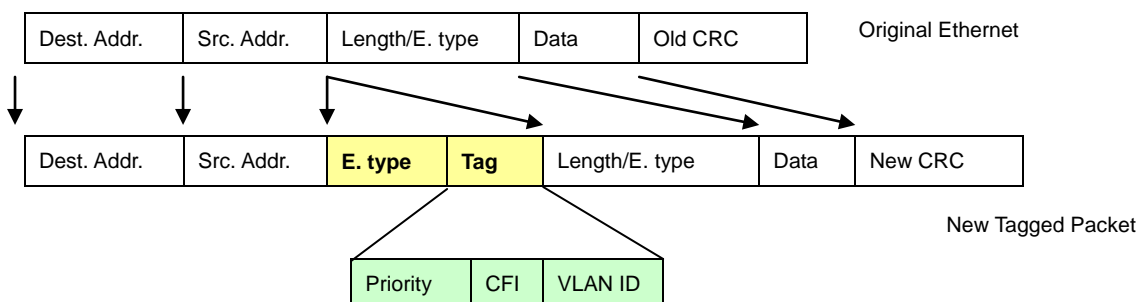 Dest. Addr. Src. Addr. Length/E. type Data Old CRC Original Ethernet
Dest. Addr. Src. Addr. E. type Tag Length/E. type Data New CRC
New Tagged Packet
Priority CFI VLAN ID